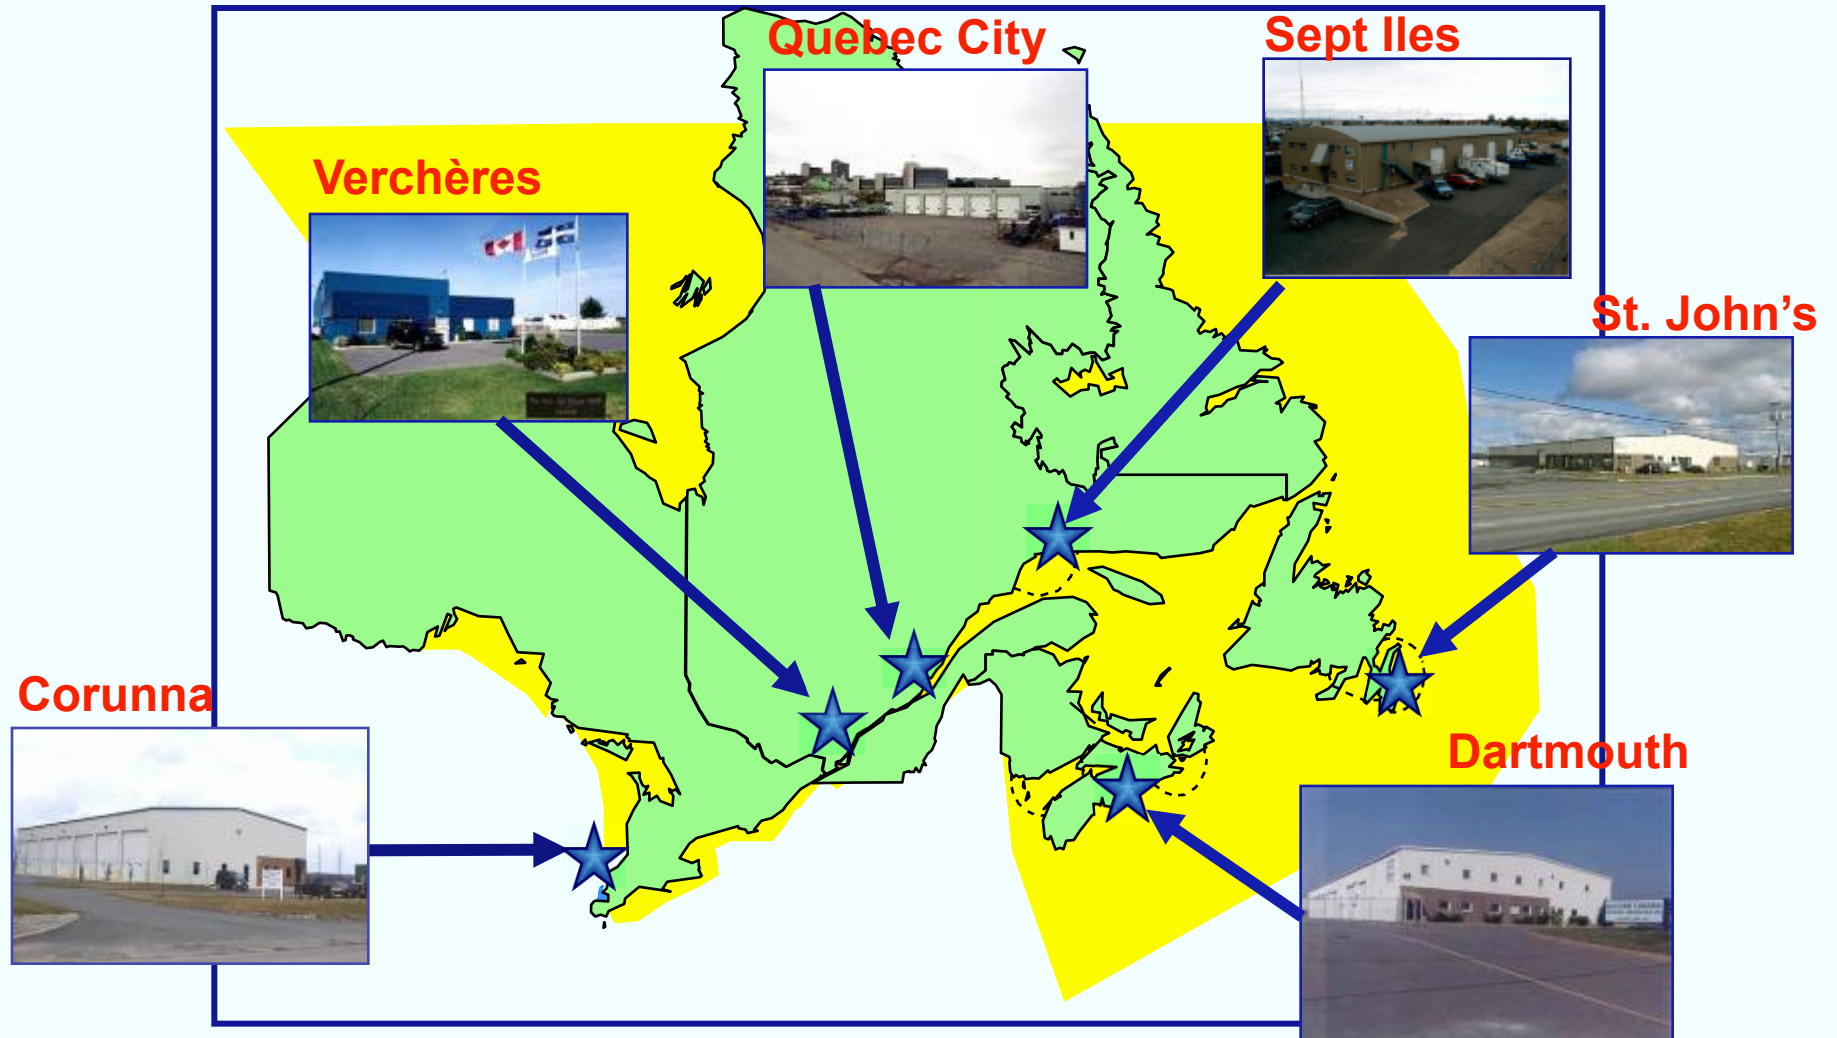 Quebec City
Sept Iles
Verchères
St. John’s
Corunna
Dartmouth